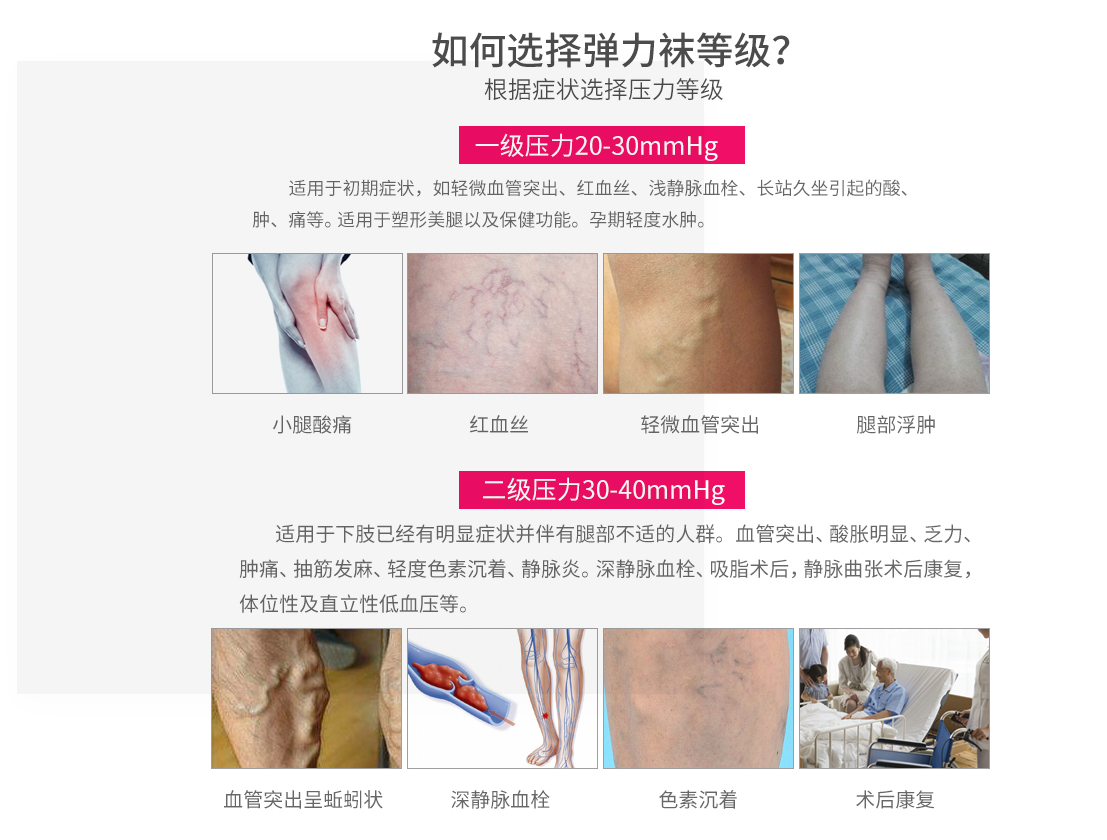 如何选择弹力袜等级？
根据症状选择压力等级
一级压力20-30mmHg
适用于初期症状，如轻微血管突出、红血丝、浅静脉血栓、长站久坐引起的酸、
肿、痛等。适用于塑形美腿以及保健功能。孕期轻度水肿。
小腿酸痛
红血丝
轻微血管突出
腿部浮肿
二级压力30-40mmHg
适用于下肢已经有明显症状并伴有腿部不适的人群。血管突出、酸胀明显、乏力、
肿痛、抽筋发麻、轻度色素沉着、静脉炎。深静脉血栓、吸脂术后，静脉曲张术后康复，
体位性及直立性低血压等。
血管突出呈蚯蚓状
深静脉血栓
色素沉着
术后康复